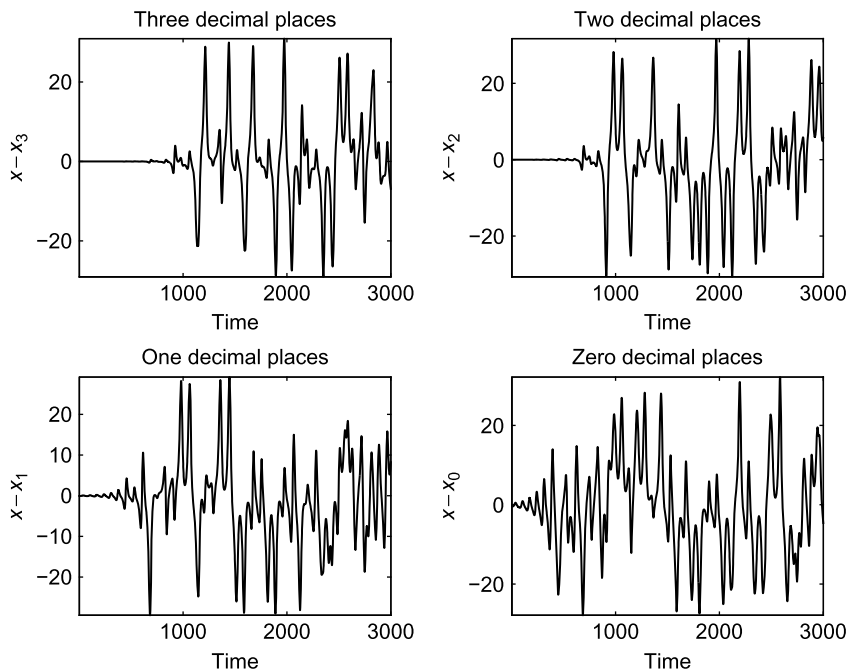 Three decimal places
20
0
−20
x−x3
1000
2000
3000
Time
Two decimal places
20
0
−20
x−x2
1000
2000
3000
Time
One decimal places
20
10
0
−10
−20
x−x1
1000
2000
3000
Time
Zero decimal places
20
0
−20
x−x0
1000
2000
3000
Time